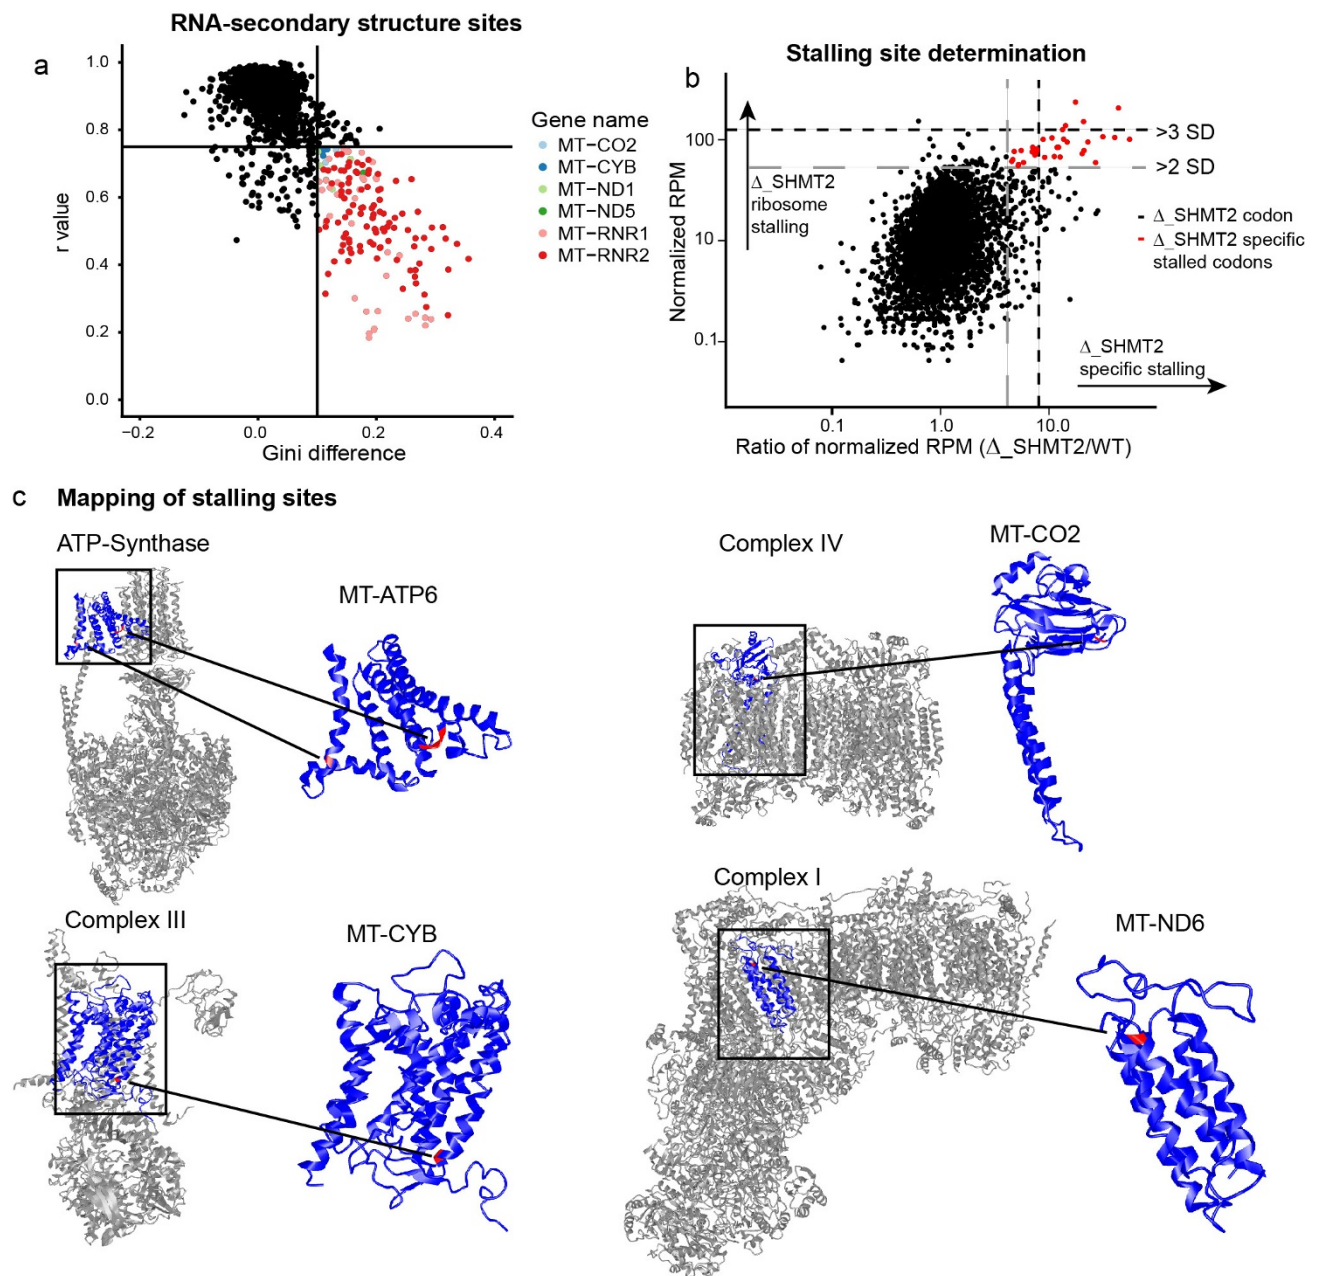 RNA-secondary structure sites
a
1.0
0.8
0.6
0.4
0.2
0.0
r value
−0.2
0.0
0.2
0.4
Gini difference
Gene name
MT−CO2
MT−CYB
MT−ND1
MT−ND5
MT−RNR1
MT−RNR2
Stalling site determination
b
100
10
0.1
Normalized RPM
Δ_SHMT2
ribosome
stalling
>3 SD
>2 SD
Δ_SHMT2 codon
Δ_SHMT2 specific
stalled codons
Δ_SHMT2
specific stalling
0.1
1.0
10.0
Ratio of normalized RPM (Δ_SHMT2/WT)
c Mapping of stalling sites
ATP-Synthase
MT-ATP6
Complex IV
MT-CO2
Complex III
MT-CYB
Complex I
MT-ND6